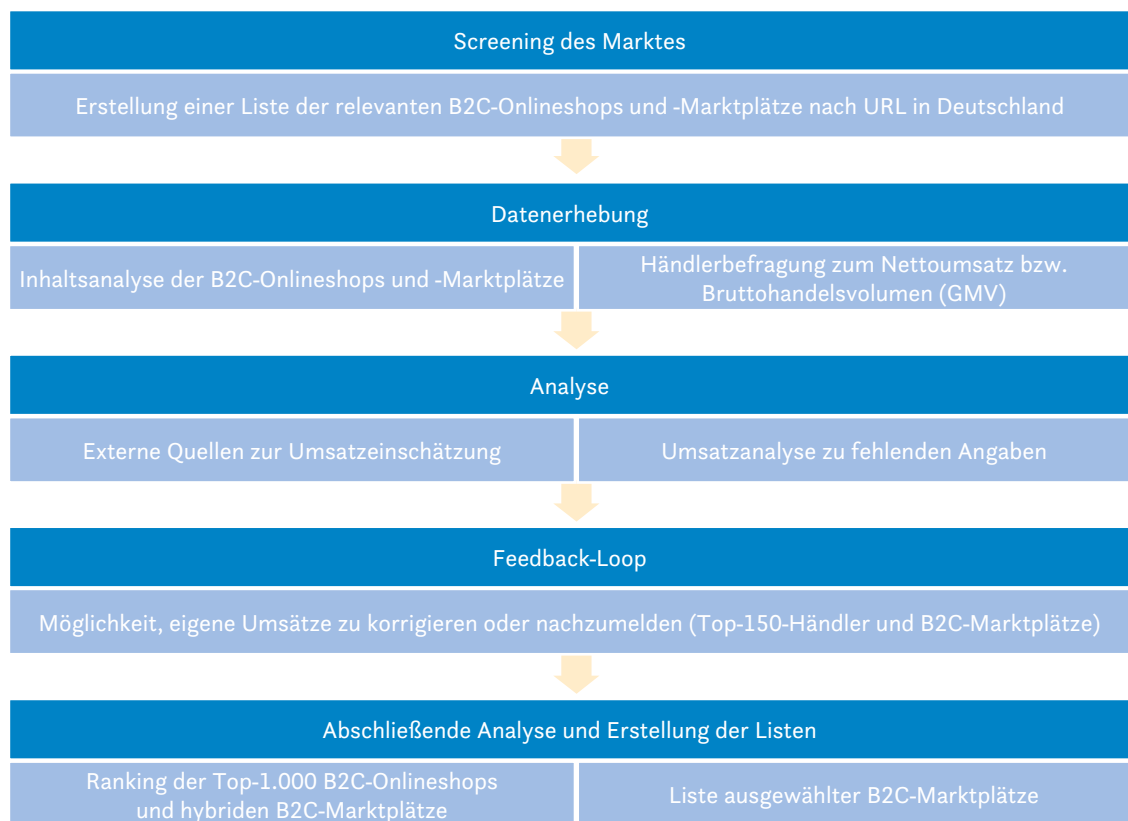 Screening des Marktes
Erstellung einer Liste der relevanten B2C-Onlineshops und -Marktplätze nach URL in Deutschland
Datenerhebung
Inhaltsanalyse der B2C-Onlineshops und -Marktplätze
Händlerbefragung zum Nettoumsatz bzw.
Bruttohandelsvolumen (GMV)
Analyse
Externe Quellen zur Umsatzeinschätzung
Umsatzanalyse zu fehlenden Angaben
Feedback-Loop
Möglichkeit, eigene Umsätze zu korrigieren oder nachzumelden (Top-150-Händler und B2C-Marktplätze)
Abschließende Analyse und Erstellung der Listen
Ranking der Top-1.000 B2C-Onlineshops
und hybriden B2C-Marktplätze
Liste ausgewählter B2C-Marktplätze